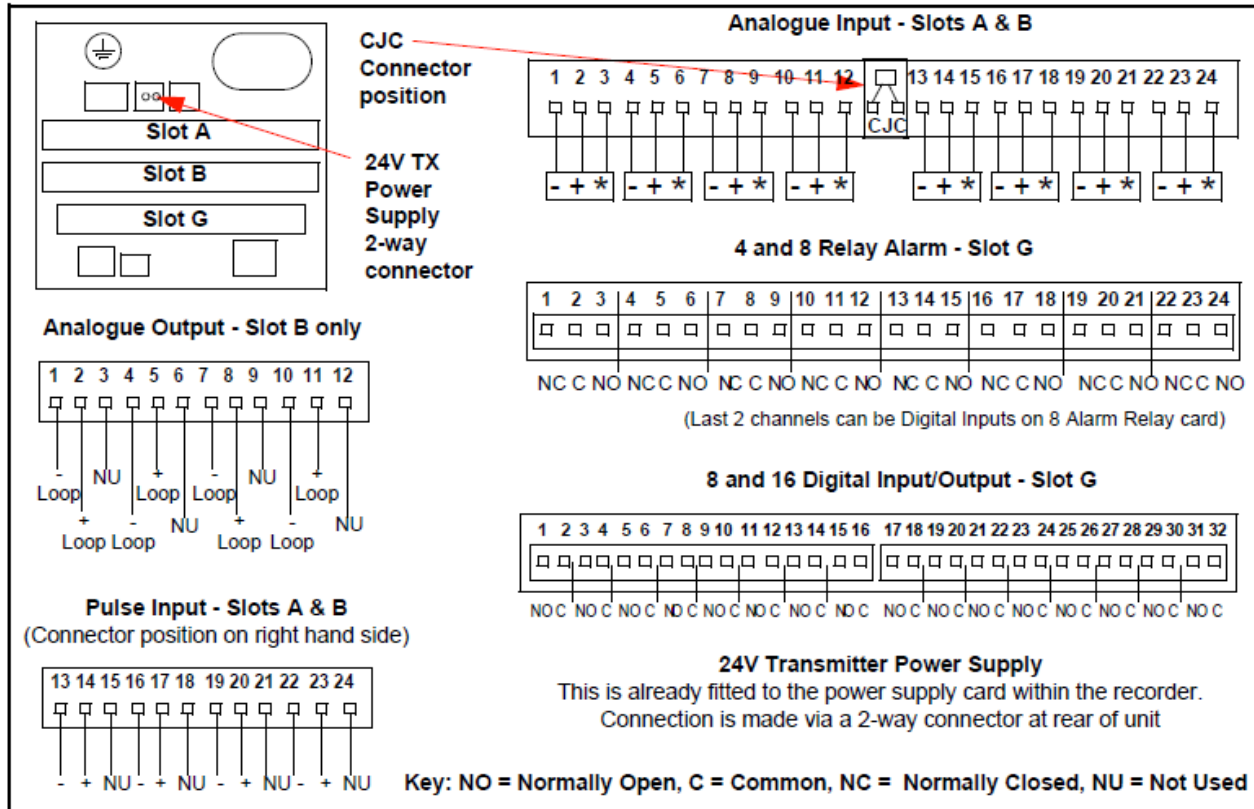 CJC
Connector
position
Slot A
Slot B
Slot G
24V TX
Power
Supply
2-way
connector
Analogue Input - Slots A & B
1 2 3 4 5 6 7 8 9 10 11 12 13 14 15 16 17 18 19 20 21 22 23 24
CJC
- + * - + * - + * - + * - + * - + * - + * - + *
4 and 8 Relay Alarm - Slot G
1 2 3 4 5 6 7 8 9 10 11 12 13 14 15 16 17 18 19 20 21 22 23 24
NC C NO NC C NO NC C NO NC C NO NC C NO NC C NO NC C NO NC C NO
(Last 2 channels can be Digital Inputs on 8 Alarm Relay card)
Analogue Output - Slot B only
1 2 3 4 5 6 7 8 9 10 11 12
- NU + - NU +
Loop Loop Loop Loop
+ - NU + - NU
Loop Loop Loop Loop
8 and 16 Digital Input/Output - Slot G
1 2 3 4 5 6 7 8 9 10 11 12 13 14 15 16 17 18 19 20 21 22 23 24 25 26 27 28 29 30 31 32
NO C NO C NO C NO C NO C NO C NO C NO C NO C NO C NO C NO C NO C NO C NO C NO C
Pulse Input - Slots A & B
(Connector position on right hand side)
13 14 15 16 17 18 19 20 21 22 23 24
- + NU - + NU - + NU - + NU
24V Transmitter Power Supply
This is already fitted to the power supply card within the recorder.
Connection is made via a 2-way connector at rear of unit
Key: NO = Normally Open, C = Common, NC = Normally Closed, NU = Not Used